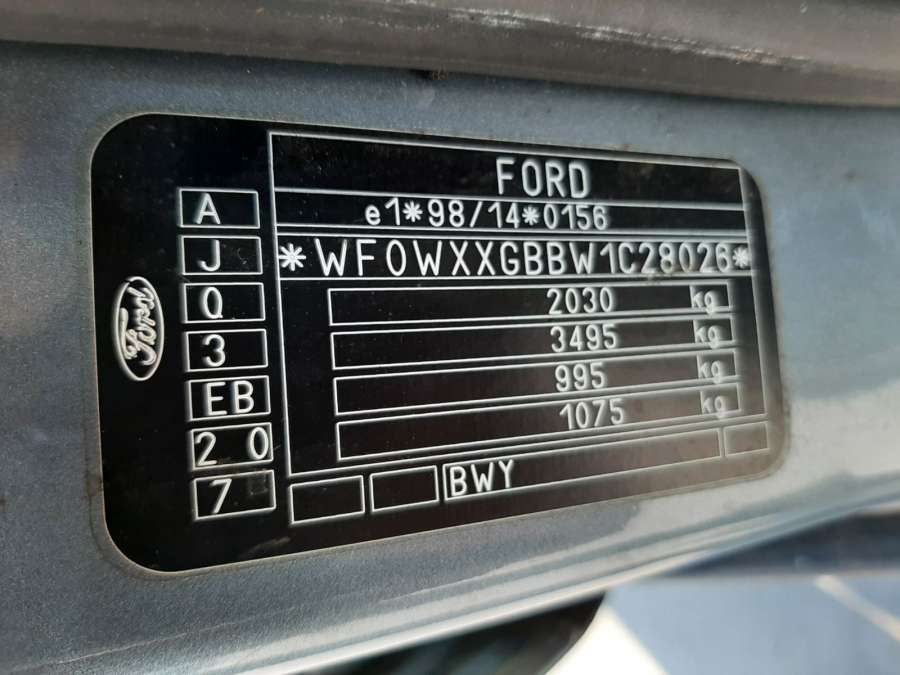 FORD
e1*98/14*0156
*WF0WXXGBBW1C28026*
2030 kg
3495 kg
995 kg
1075 kg
BWY
A
J
Q
3
EB
2 0
7
Ford